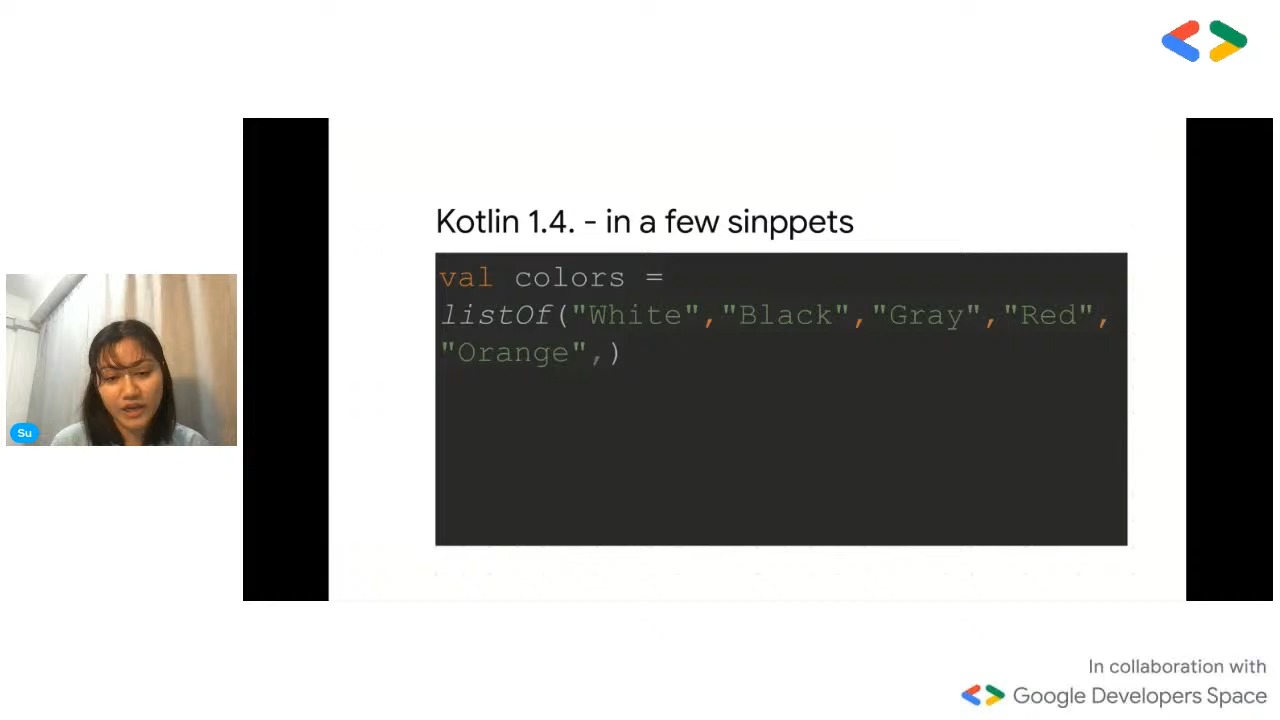 Kotlin 1.4. - in a few sinppets
val colors =
listOf("White","Black","Gray","Red",
"Orange",)
Su
In collaboration with
Google Developers Space